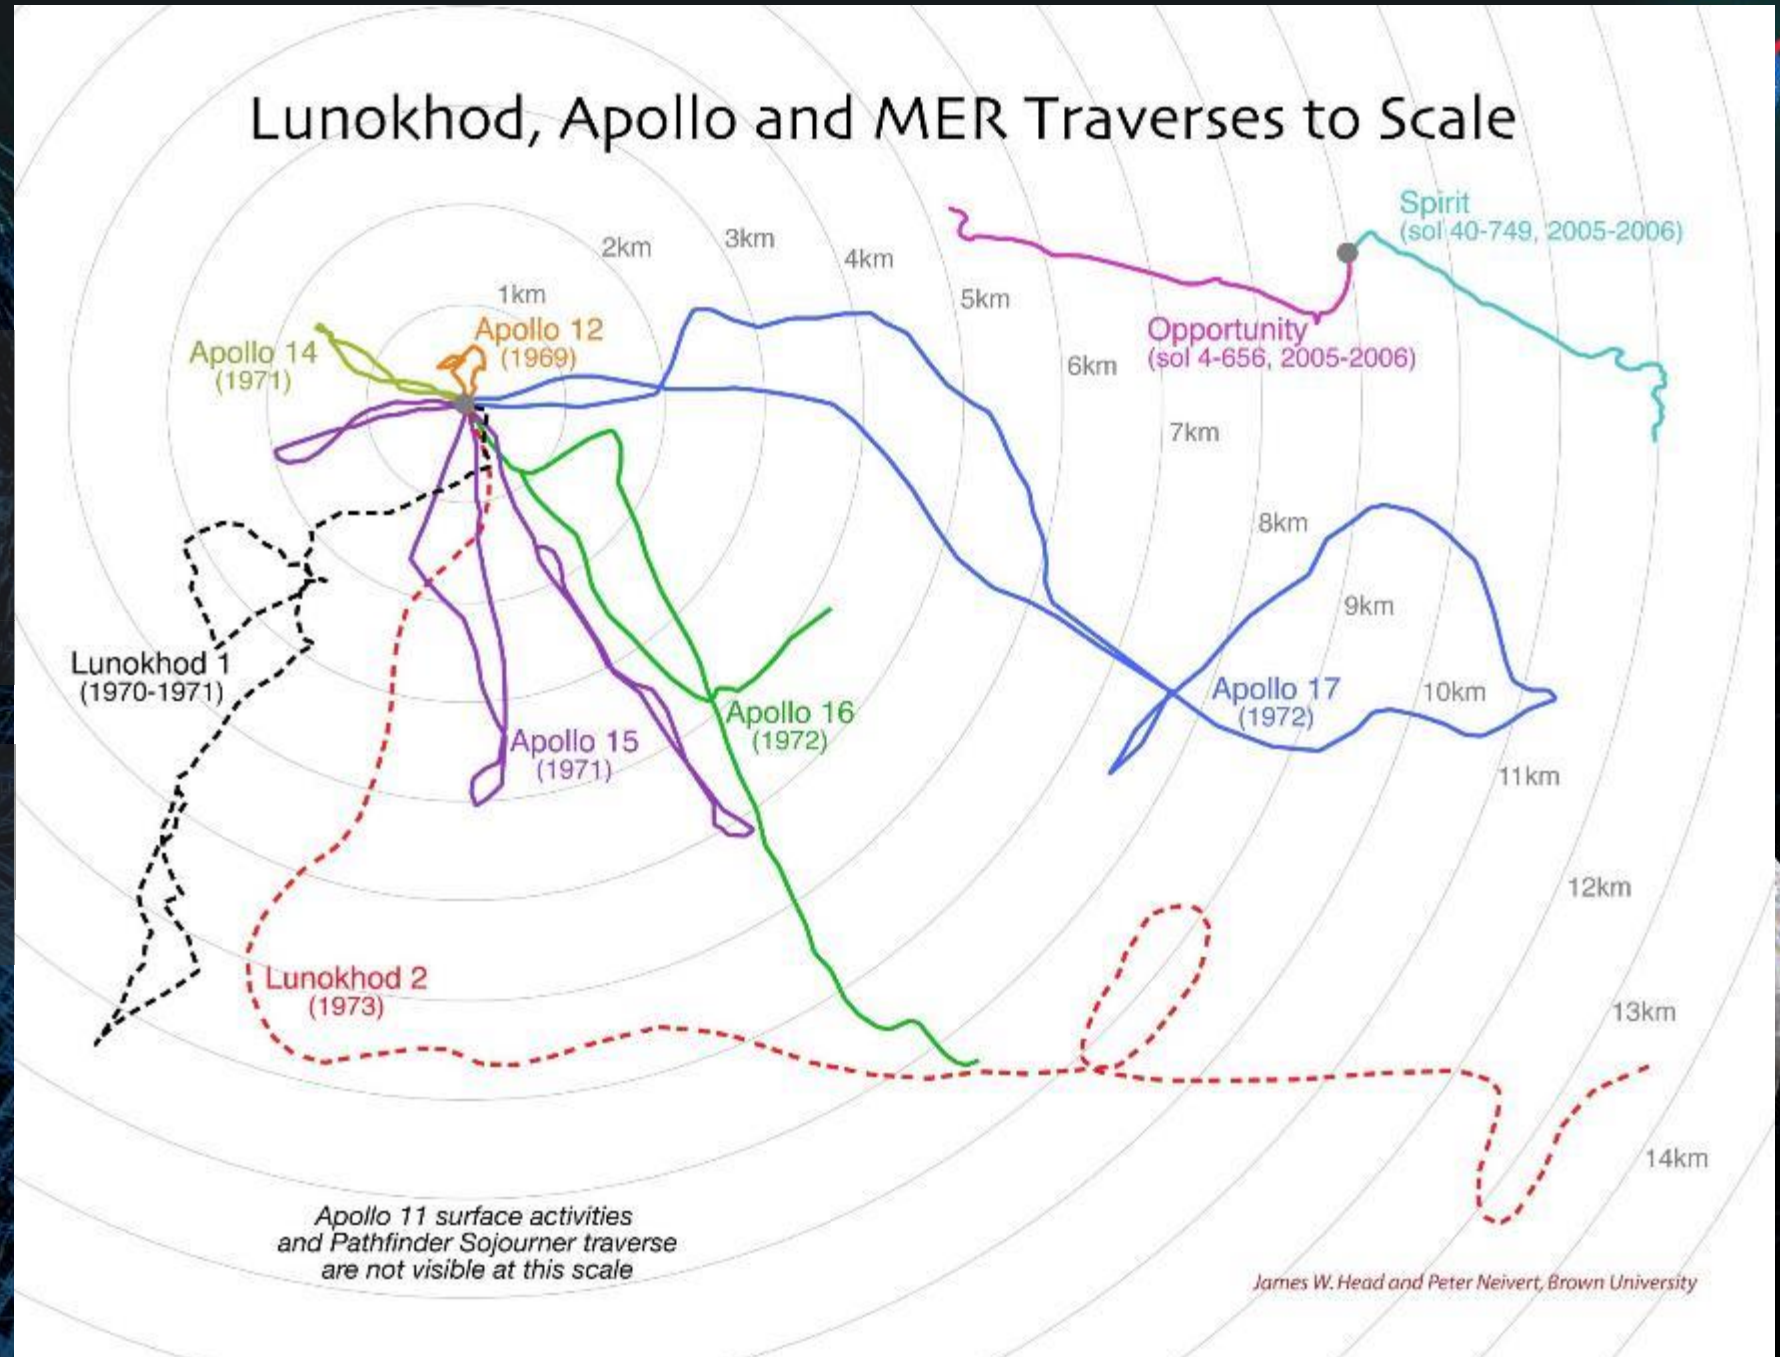 Lunokhod, Apollo and MER Traverses to Scale
Spirit
(sol 40-749, 2005-2006)
2km
3km
4km
1km
5km
Apollo 12
(1969)
Opportunity
(sol 4-656, 2005-2006)
Apollo 14
(1971)
6km
7km
8km
9km
Lunokhod 1
(1970-1971)
Apollo 17
(1972)
10km
Apollo 16
(1972)
Apollo 15
(1971)
11km
12km
Lunokhod 2
(1973)
13km
14km
Apollo 11 surface activities
and Pathfinder Sojourner traverse
are not visible at this scale
James W. Head and Peter Neivert, Brown University